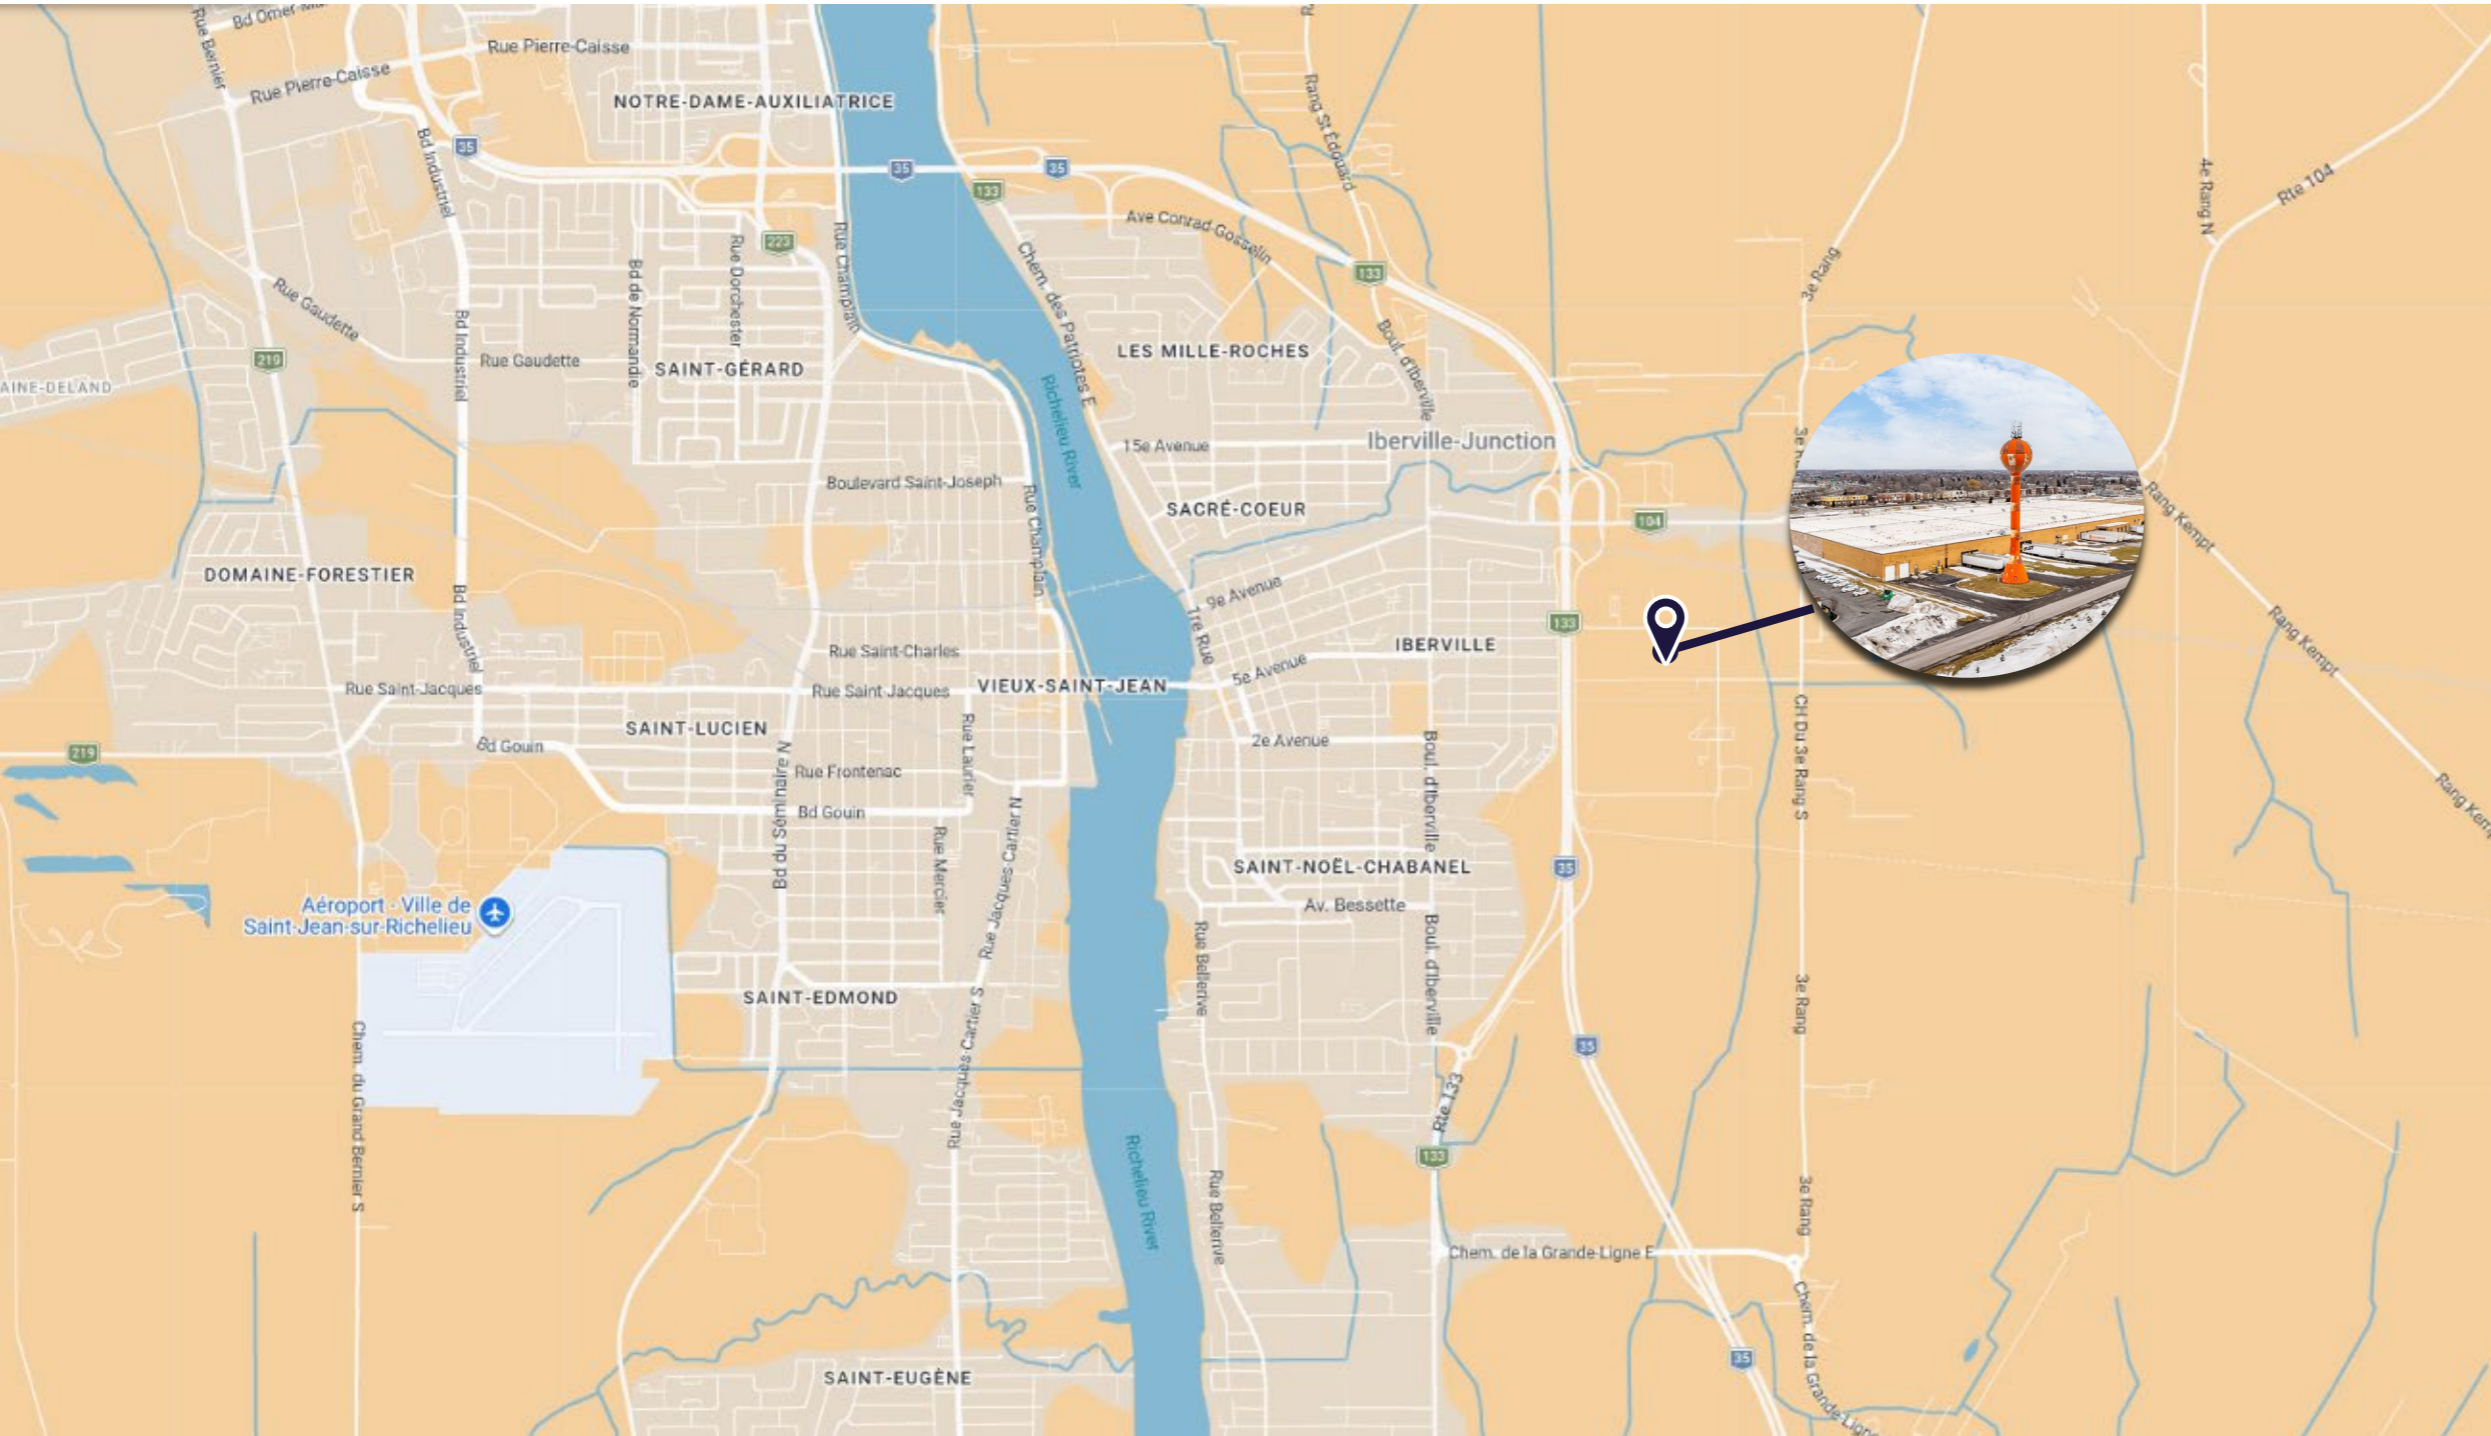 Rue Bernier
Rue Pierre-Caisse
Rue Pierre-Caisse
NOTRE-DAME-AUXILIATRICE
Rang St Édouard
Bd Industriel
35
35
35
133
4e Rang N
Rte 104
Ave Conrad-Gosselin
223
Rue Dorchester
Rue Champlain
Bd de Normandie
Chem. des Patriotes E
133
3e Rang
Rue Gaudette
Bd Industriel
219
Rue Gaudette
SAINT-GÉRARD
LES MILLE-ROCHES
Boul. d'Iberville
AINE-DELAND
Richelieu River
15e Avenue
Iberville-Junction
Boulevard Saint-Joseph
Rue Champlain
SACRÉ-COEUR
104
Rang Kempt
DOMAINE-FORESTIER
Bd Industriel
9e Avenue
1re Rue
133
Rang Kempt
Rue Saint-Charles
IBERVILLE
5e Avenue
Rue Saint-Jacques
Rue Saint-Jacques
VIEUX-SAINT-JEAN
SAINT-LUCIEN
219
Bd Gouin
Rue Laurier
2e Avenue
Boul. d'Iberville
CH Du 3e Rang S
Bd du Séminaire N
Rue Frontenac
Bd Gouin
Rue Mercier
Rue Jacques-Cartier N
SAINT-NOËL-CHABANEL
35
Av. Bessette
Aéroport - Ville de
Saint-Jean-sur-Richelieu
Rue Bellerive
Boul. d'Iberville
SAINT-EDMOND
3e Rang
35
Chem. du Grand Bernier S
Rue Jacques-Cartier S
Rte 133
133
Richelieu River
Rue Bellerive
3e Rang
Chem. de la Grande-Ligne E
Chem. de la Grande-Ligne
35
SAINT-EUGÈNE